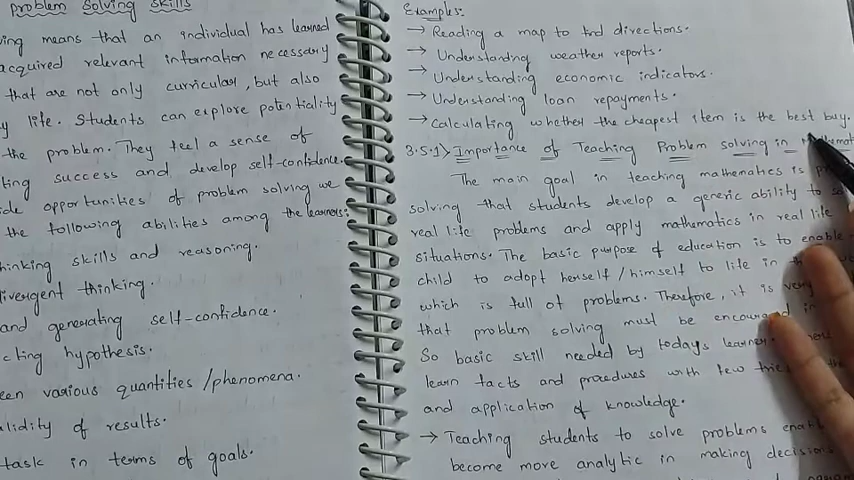 Problem Solving Skills
means that an individual has learned
acquired relevant information necessary
that are not only curricular, but also
life. Students can explore potentiality
the problem. They feel a sense of
success and develop self-confidence.
opportunities of problem solving we
the following abilities among the learners:
skills and reasoning.
thinking.
and generating self-confidence.
hypothesis.
various quantities/phenomena.
of results.
task in terms of goals.
Examples:
→ Reading a map to find directions.
→ Understanding weather reports.
→ Understanding economic indicators.
→ Understanding loan repayments.
→ Calculating whether the cheapest item is the best buy.
3.5.1) Importance of Teaching Problem solving in
The main goal in teaching mathematics is
solving that students develop a generic ability to
real life problems and apply mathematics in real life
situations. The basic purpose of education is to enable
child to adopt herself/himself to life in
which is full of problems. Therefore, it is very
that problem solving must be in
So basic skill needed by todays
learn facts and procedures with few
and application of knowledge.
→ Teaching students to solve problems
become more analytic in making decisions